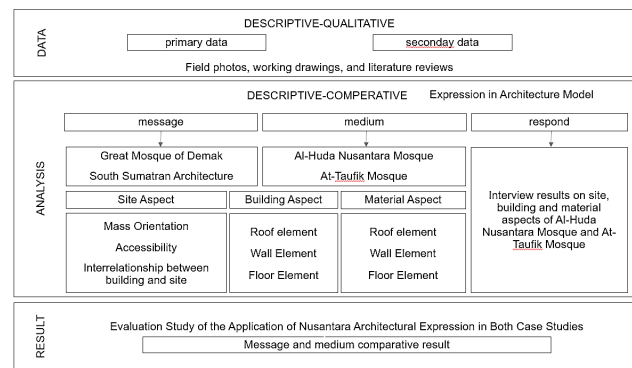 DATA
DESCRIPTIVE-QUALITATIVE
primary data
seconday data
Field photos, working drawings, and literature reviews
ANALYSIS
DESCRIPTIVE-COMPERATIVE
Expression in Architecture Model
message
medium
respond
Great Mosque of Demak
South Sumatran Architecture
Al-Huda Nusantara Mosque
At-Taufik Mosque
Site Aspect
Building Aspect
Material Aspect
Mass Orientation
Accessibility
Interrelationship between
building and site
Roof element
Wall Element
Floor Element
Roof element
Wall Element
Floor Element
Interview results on site,
building and material
aspects of Al-Huda
Nusantara Mosque and At-
Taufik Mosque
RESULT
Evaluation Study of the Application of Nusantara Architectural Expression in Both Case Studies
Message and medium comparative result